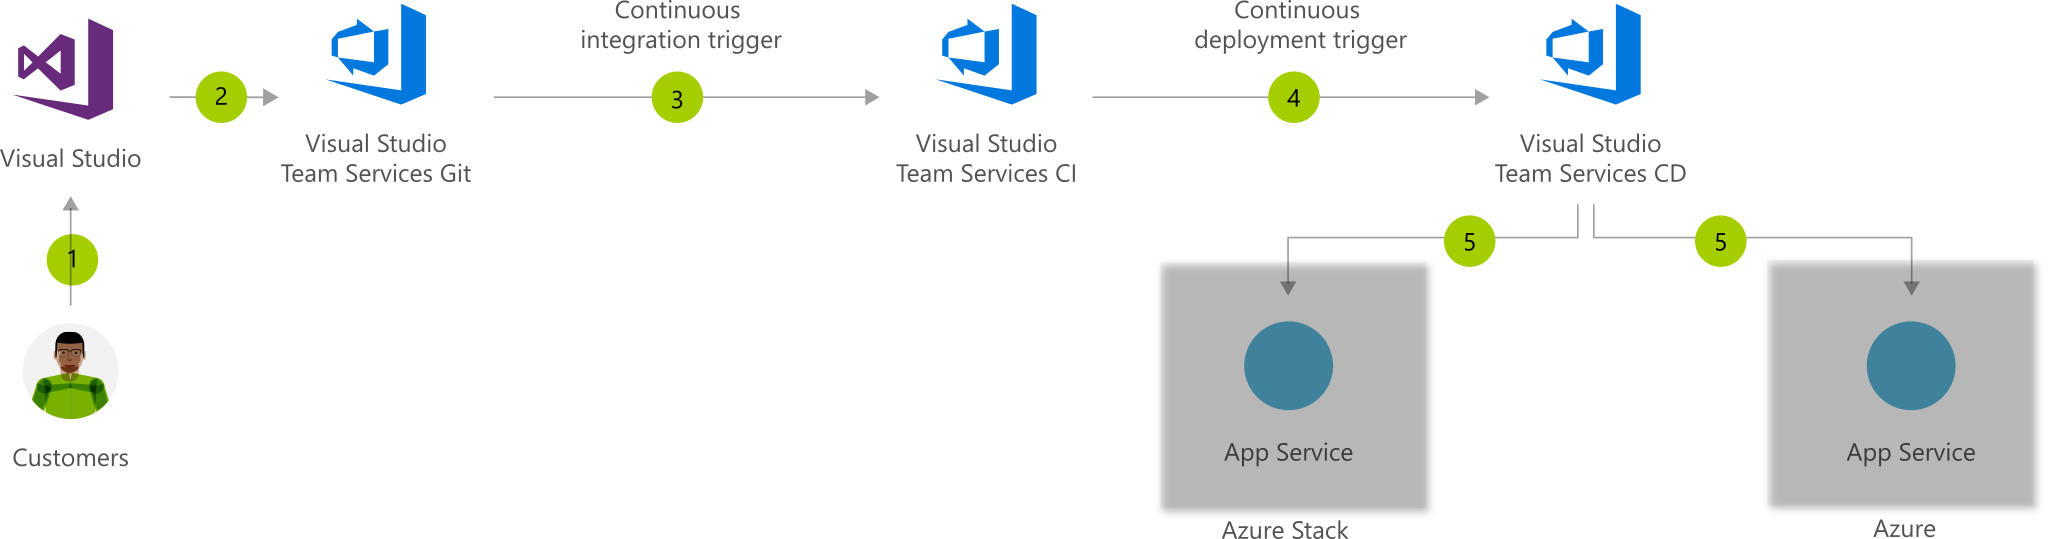 Continuous
integration trigger
Continuous
deployment trigger
2
3
4
Visual Studio
Visual Studio
Team Services Git
Visual Studio
Team Services CI
Visual Studio
Team Services CD
1
5
5
Customers
App Service
App Service
Azure Stack
Azure